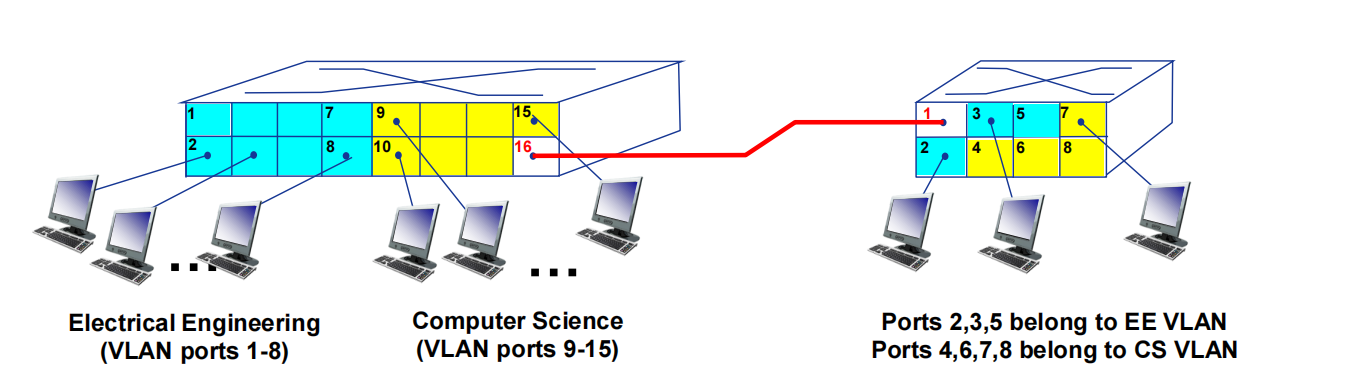 1 7 9 15
2 8 10 16
1 3 5 7
2 4 6 8
... ...
Electrical Engineering
(VLAN ports 1-8)
Computer Science
(VLAN ports 9-15)
Ports 2,3,5 belong to EE VLAN
Ports 4,6,7,8 belong to CS VLAN